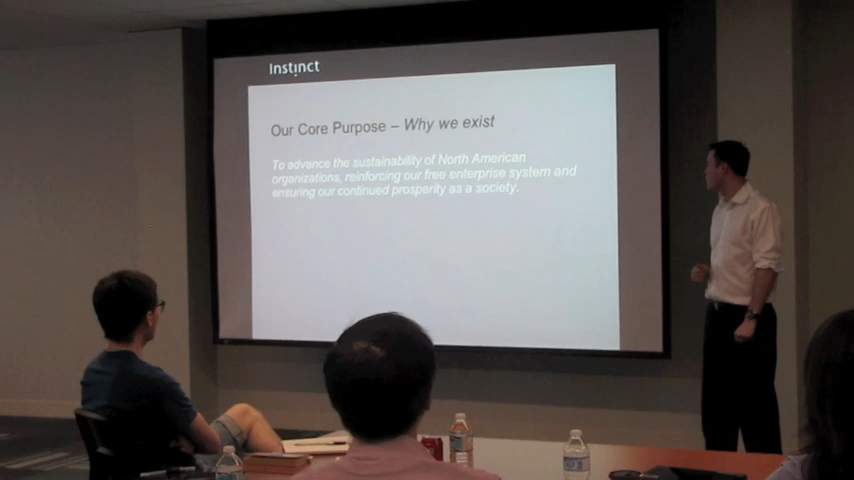 Instinct
Our Core Purpose – Why we exist
To advance the sustainability of North American
organizations, reinforcing our free enterprise system and
ensuring our continued prosperity as a society.